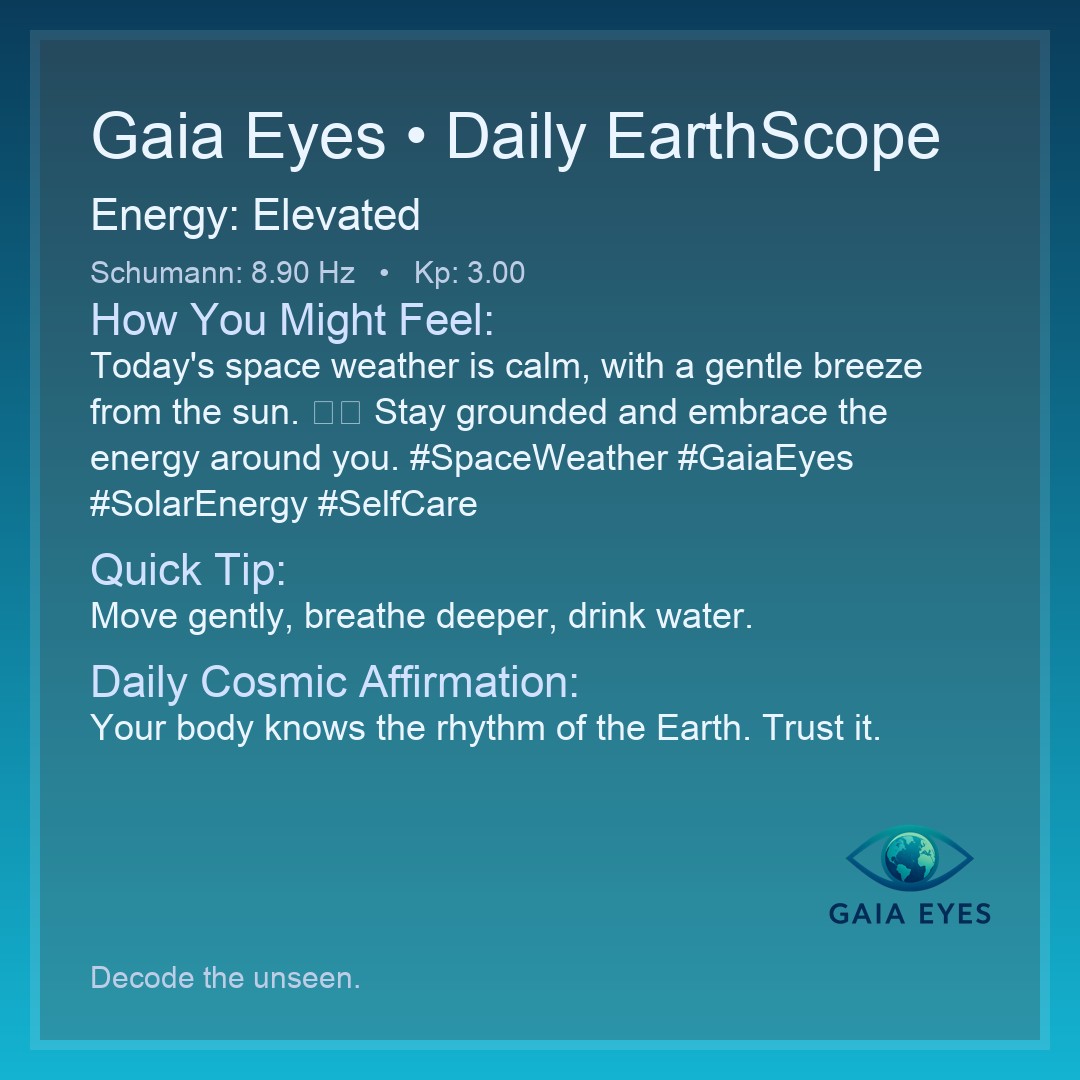 Gaia Eyes • Daily EarthScope
Energy: Elevated
Schumann: 8.90 Hz • Kp: 3.00
How You Might Feel:
Today's space weather is calm, with a gentle breeze
from the sun. □□ Stay grounded and embrace the
energy around you. #SpaceWeather #GaiaEyes
#SolarEnergy #SelfCare
Quick Tip:
Move gently, breathe deeper, drink water.
Daily Cosmic Affirmation:
Your body knows the rhythm of the Earth. Trust it.
GAIA EYES
Decode the unseen.